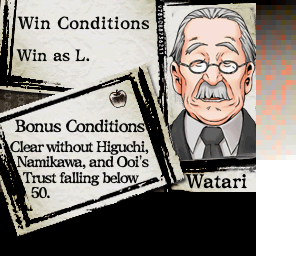 Win Conditions
Win as L.
Bonus Conditions
Clear without Higuchi,
Namikawa, and Ooi's
Trust falling below
50.
Watari